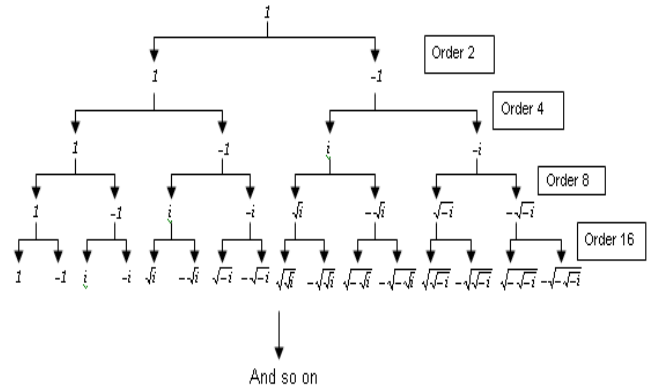 1
Order 2
1 -1
Order 4
1 -1 i -i
Order 8
1 -1 i -i √i -√i √-i -√-i
Order 16
1 -1 i -i √i -√i √-i -√-i √√i -√√i √-√i -√-√i √√-i -√√-i √-√-i -√-√-i
And so on